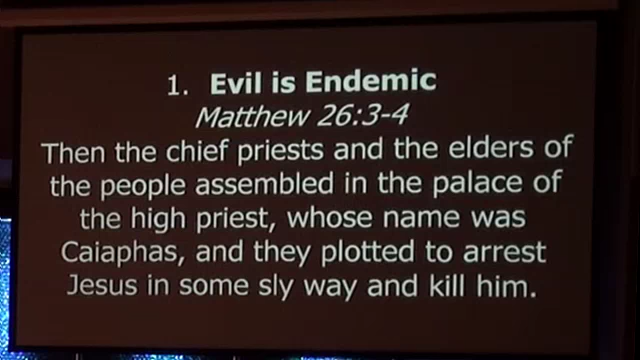 1. Evil is Endemic
Matthew 26:3-4
Then the chief priests and the elders of
the people assembled in the palace of
the high priest, whose name was
Caiaphas, and they plotted to arrest
Jesus in some sly way and kill him.